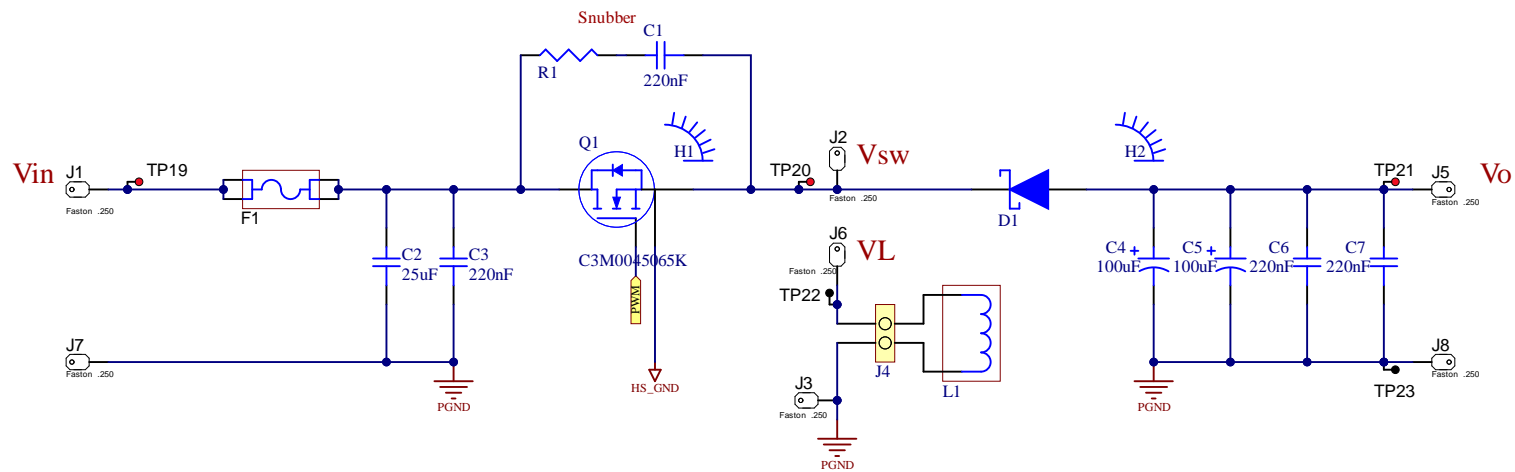 Snubber
C1
R1
220nF
Q1
H1
J2
H2
Vin
J1
TP19
TP20
Vsw
TP21
J5
Vo
Faston .250
F1
Faston .250
D1
Faston .250
C2
25uF
C3
220nF
C3M0045065K
J6
VL
Faston .250
C4
100uF
C5
100uF
C6
220nF
C7
220nF
PWM
TP22
J7
Faston .250
PGND
HS_GND
J4
L1
J3
Faston .250
PGND
PGND
J8
Faston .250
TP23